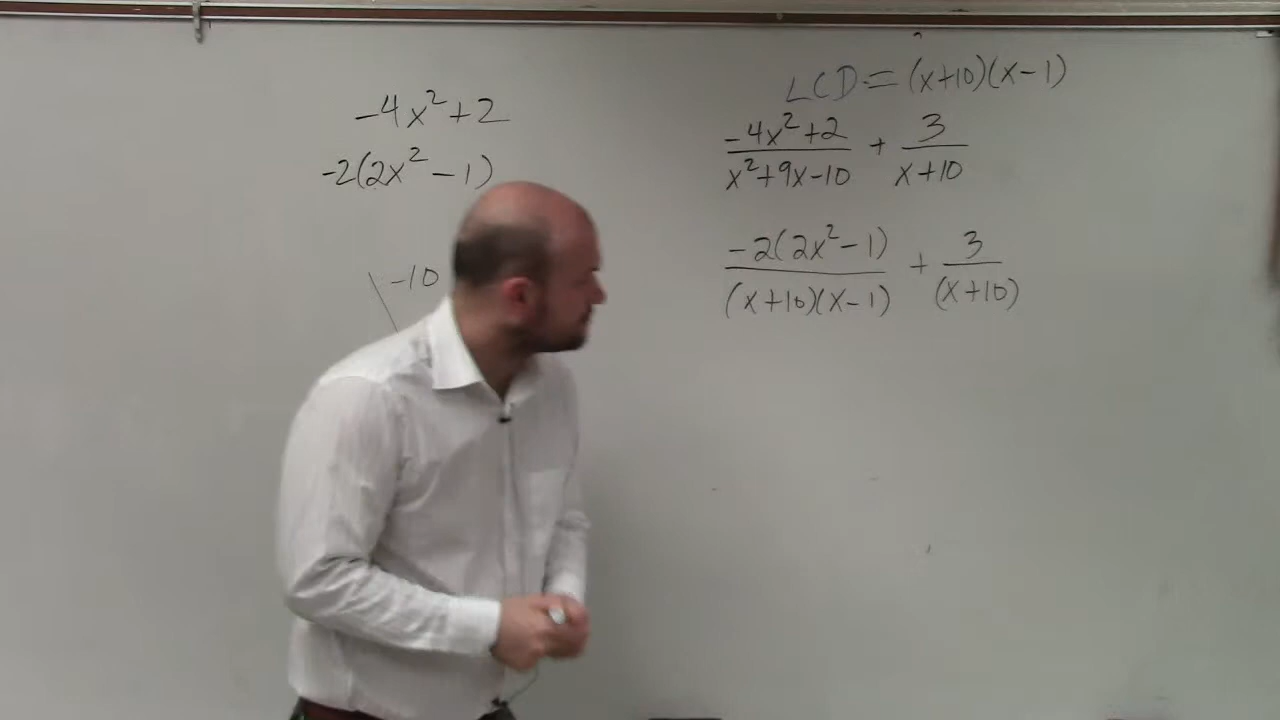 -4x²+2
-2(2x²-1)
-10
LCD=(x+10)(x-1)
(-4x²+2)/(x²+9x-10) + 3/(x+10)
-2(2x²-1)/((x+10)(x-1)) + 3/(x+10)